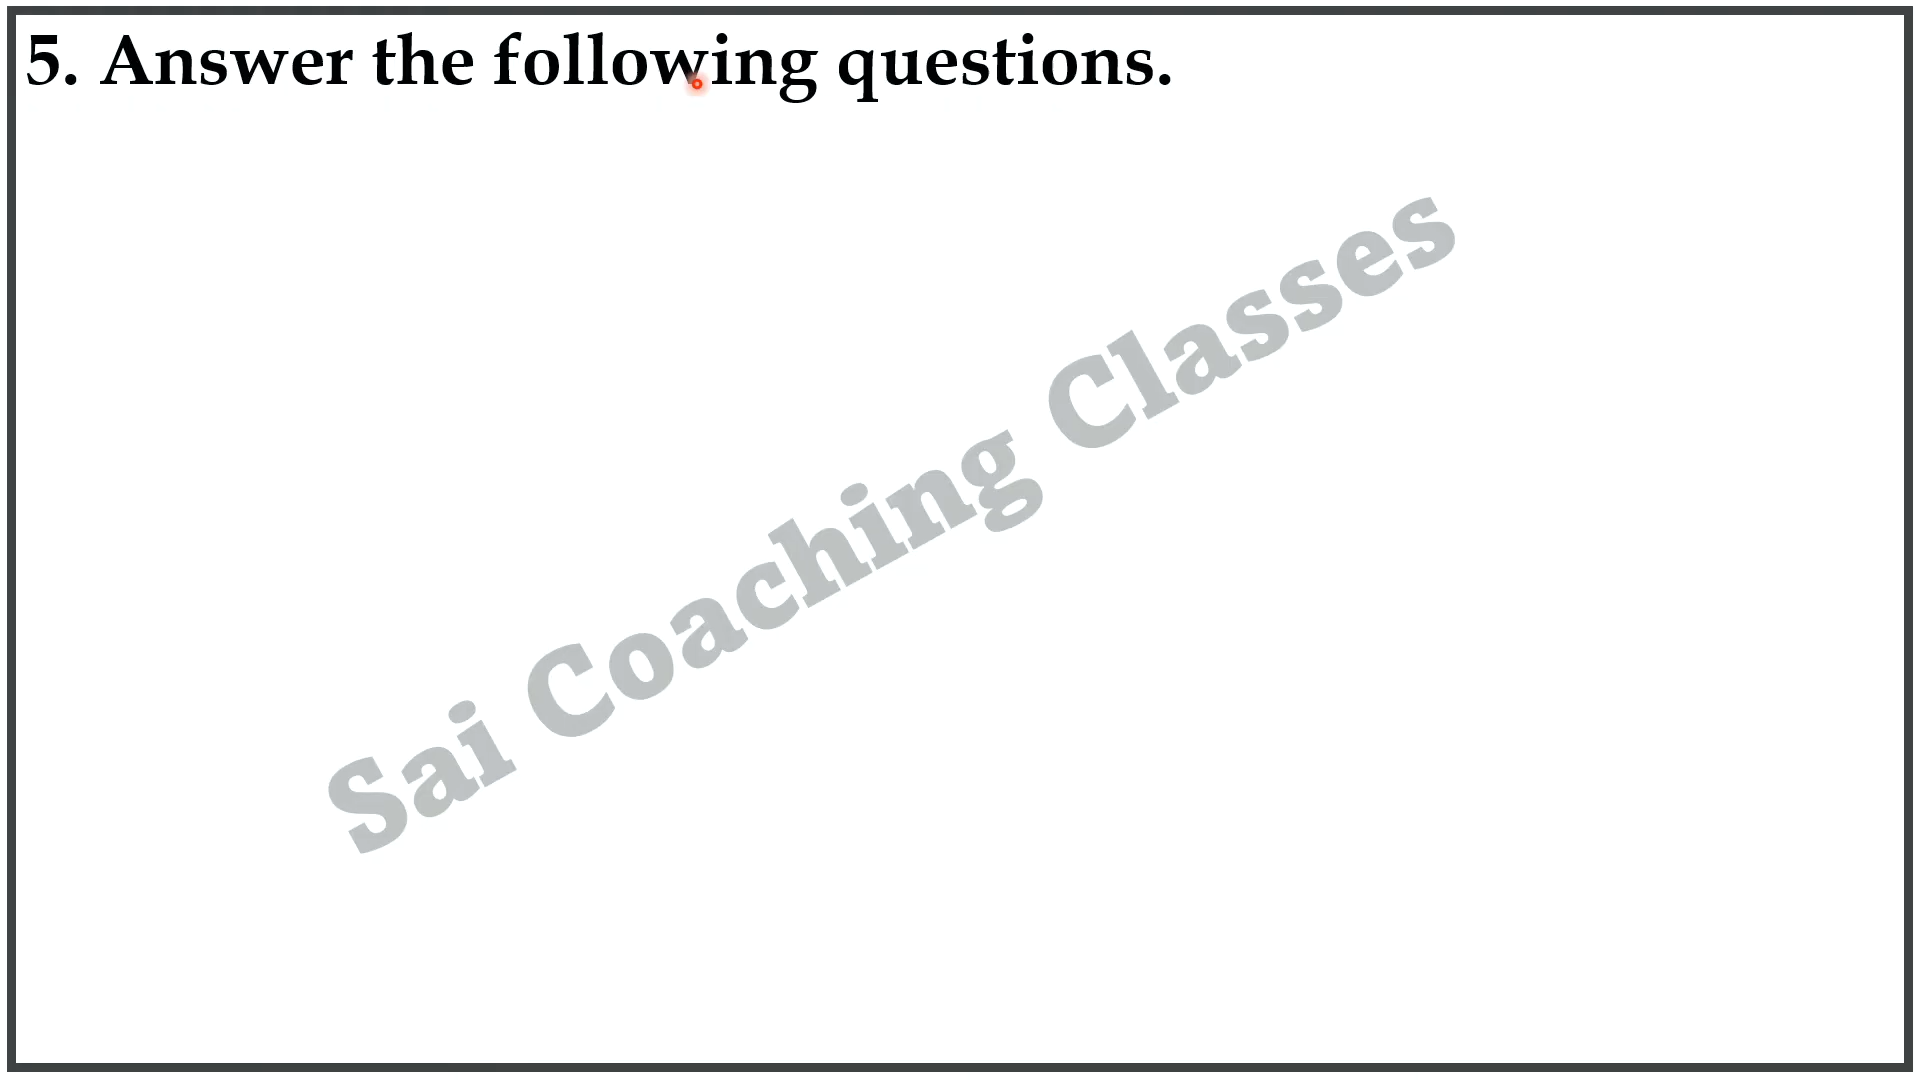 5. Answer the following questions.
Sai Coaching Classes